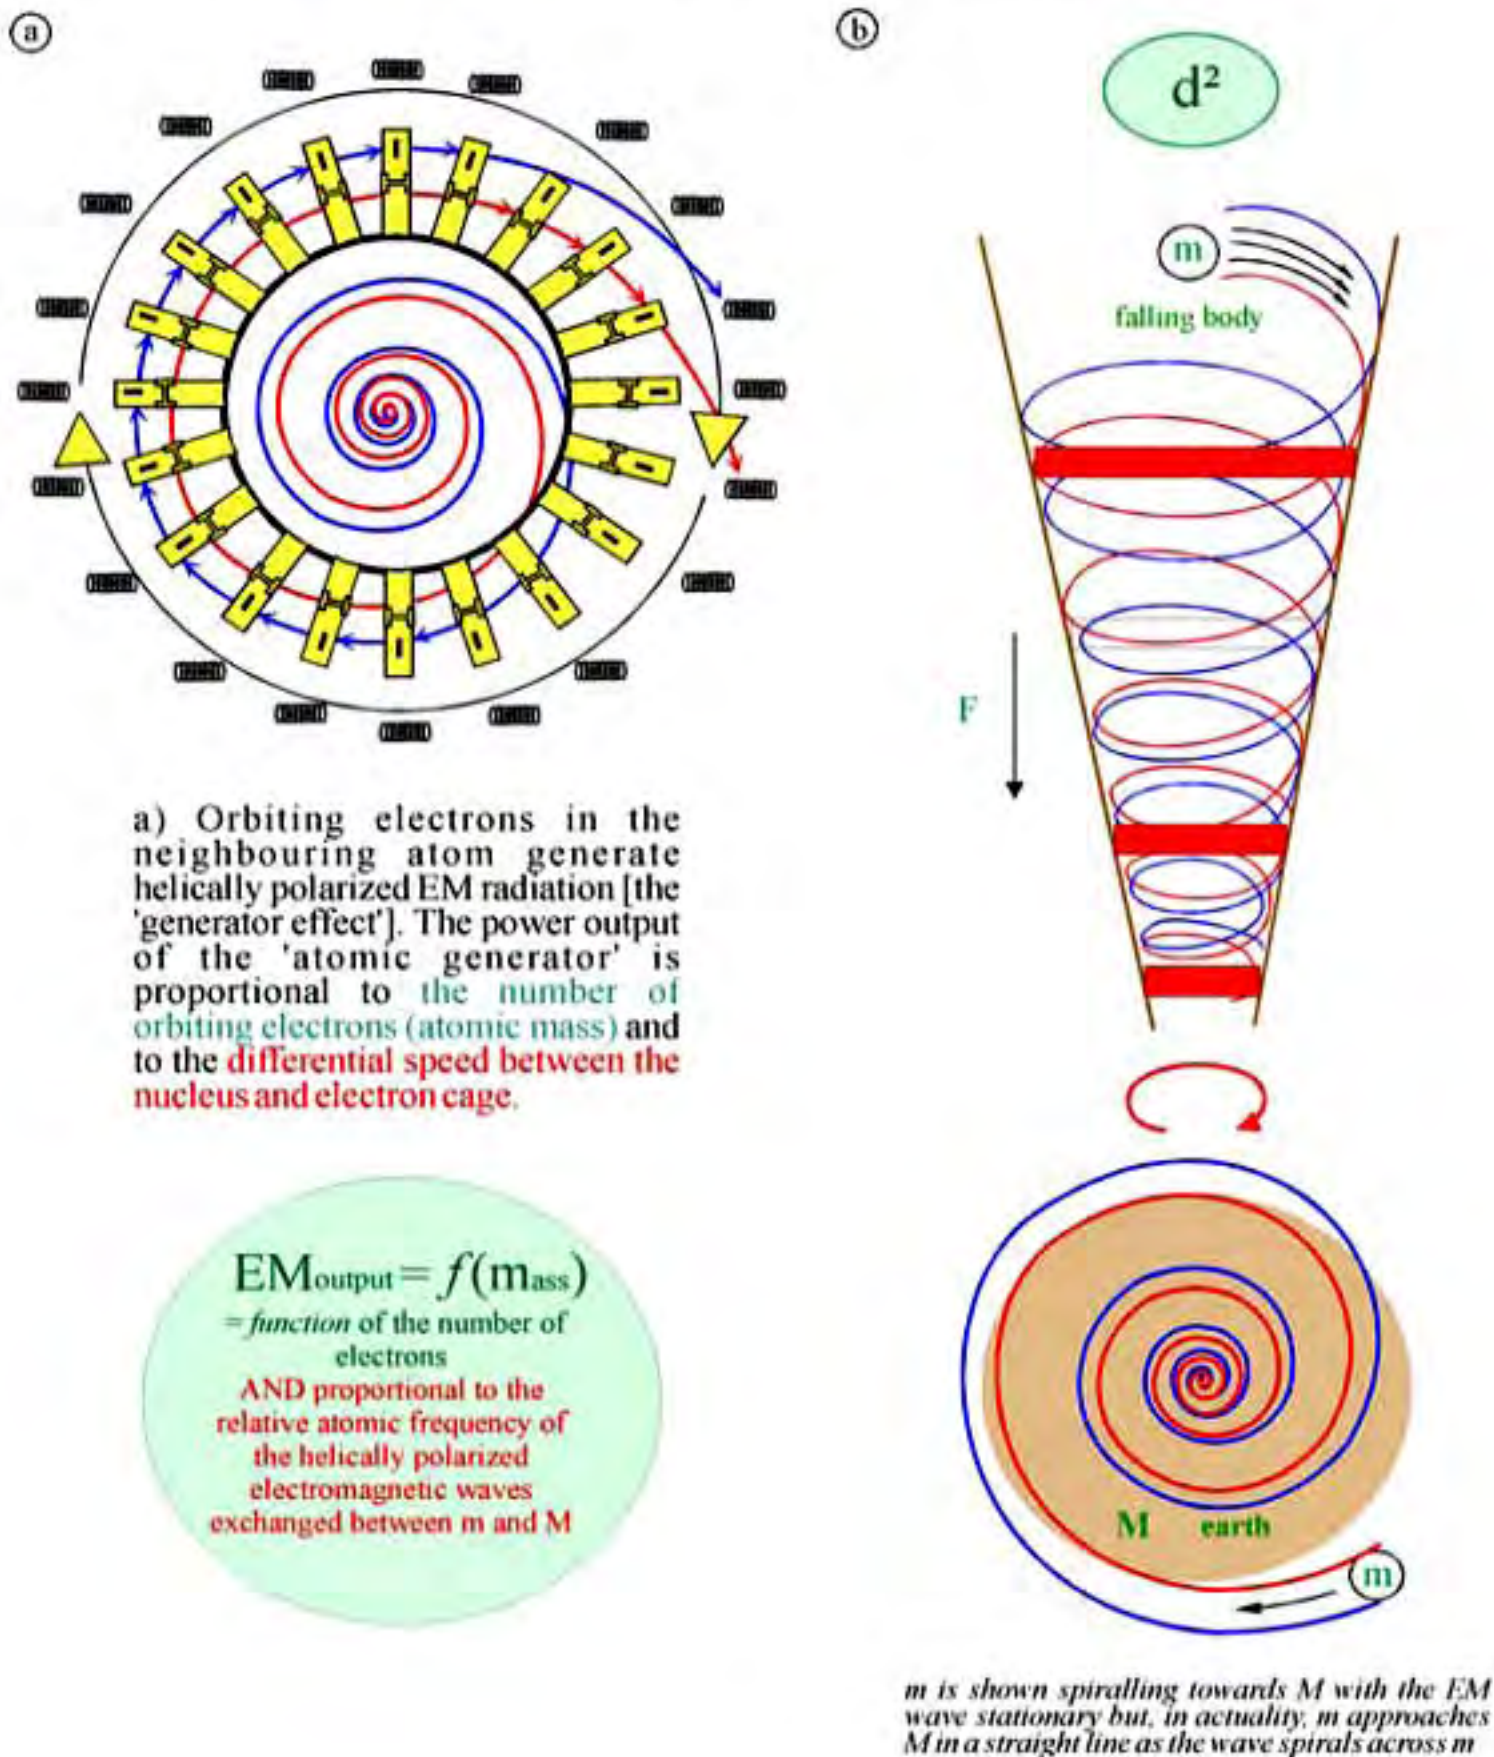 a
a) Orbiting electrons in the
neighbouring atom generate
helically polarized EM radiation [the
'generator effect']. The power output
of the 'atomic generator' is
proportional to the number of
orbiting electrons (atomic mass) and
to the differential speed between the
nucleus and electron cage.
EMoutput = f(mass)
= function of the number of
electrons
AND proportional to the
relative atomic frequency of
the helically polarized
electromagnetic waves
exchanged between m and M
b
d²
m
falling body
F
M earth
m
m is shown spiralling towards M with the EM
wave stationary but, in actuality, m approaches
M in a straight line as the wave spirals across m